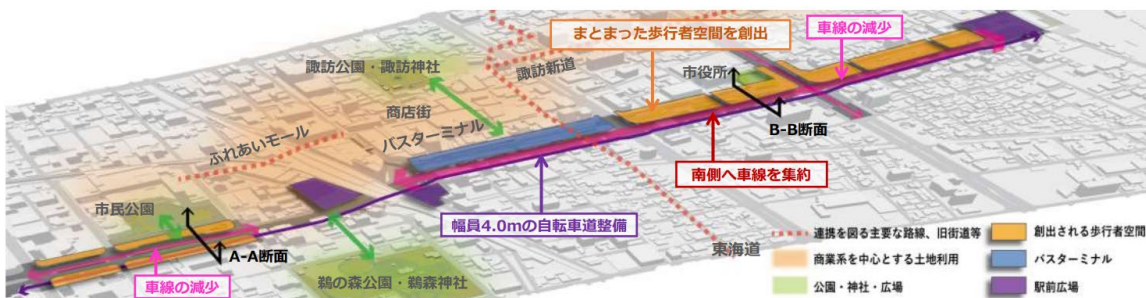 まとまった歩行者空間を創出
車線の減少
諏訪公園・諏訪神社
諏訪新道
市役所
商店街
バスターミナル
ふれあいモール
B-B断面
南側へ車線を集約
市民公園
幅員4.0mの自転車道整備
A-A断面
東海道
車線の減少
鵜の森公園・鵜森神社
連携を図る主要な路線、旧街道等
創出される歩行者空間
商業系を中心とする土地利用
バスターミナル
公園・神社・広場
駅前広場